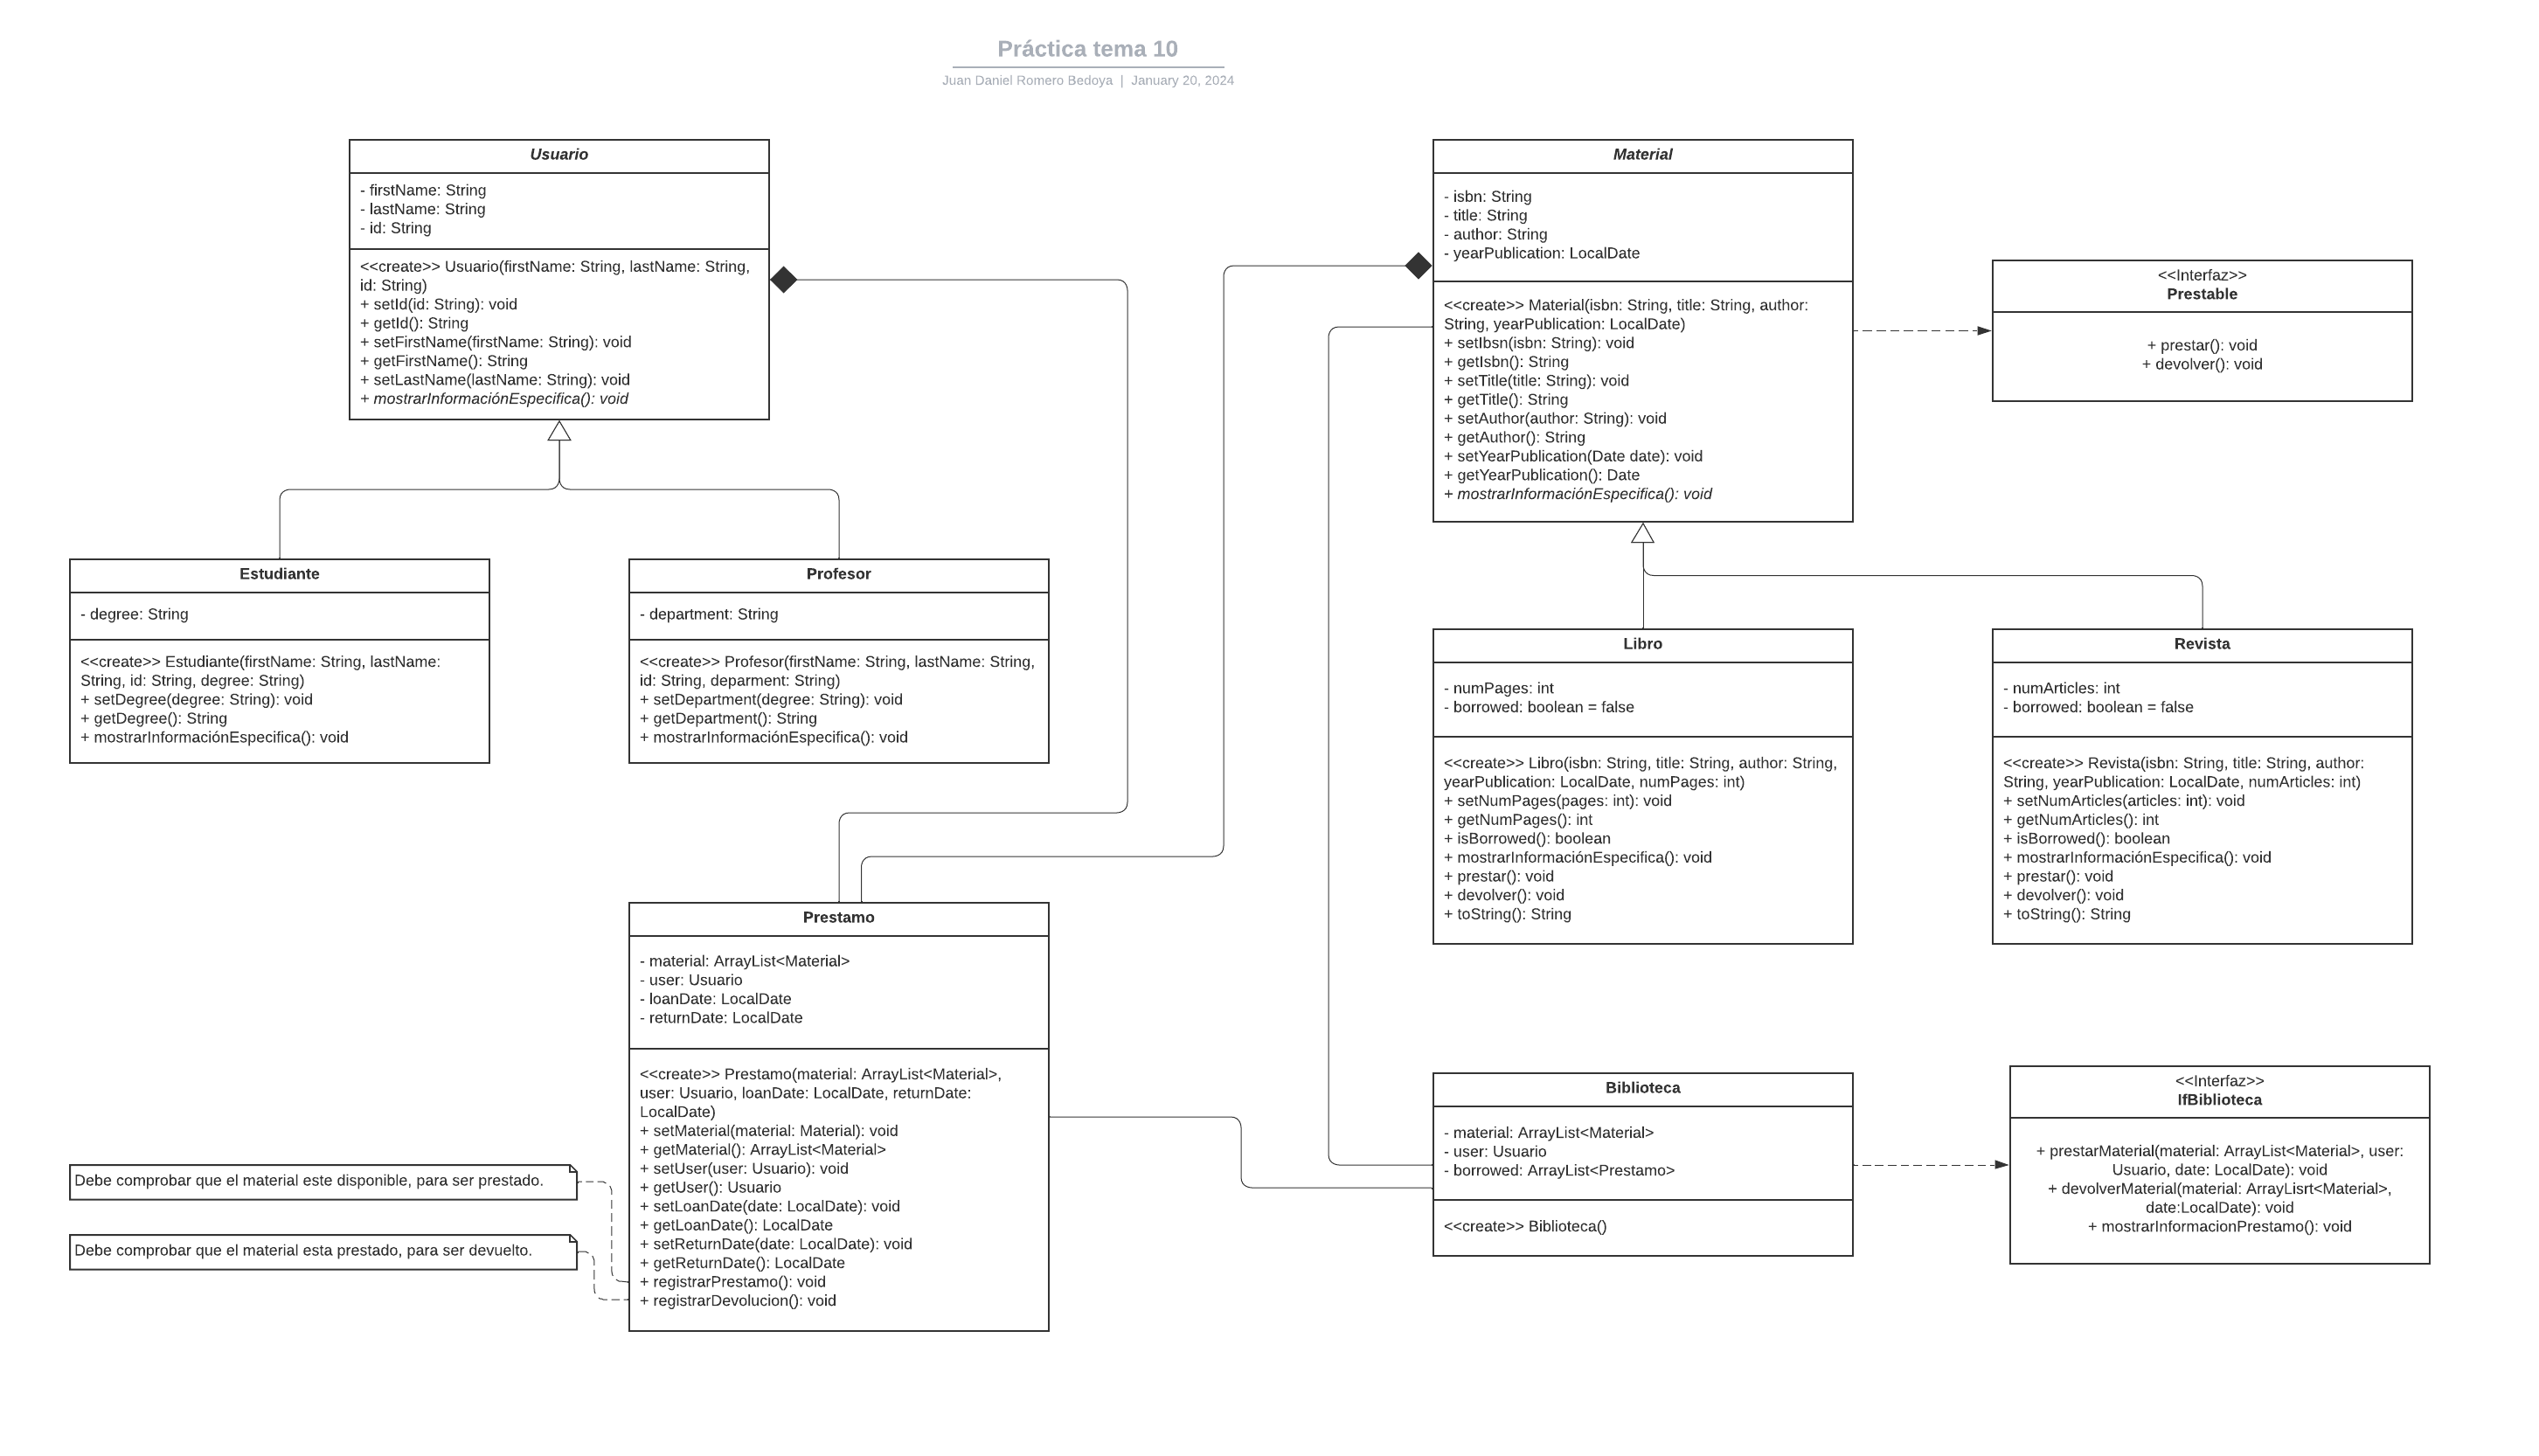 Práctica tema 10
Juan Daniel Romero Bedoya | January 20, 2024
Usuario
- firstName: String
- lastName: String
- id: String
<<create>> Usuario(firstName: String, lastName: String,
id: String)
+ setId(id: String): void
+ getId(): String
+ setFirstName(firstName: String): void
+ getFirstName(): String
+ setLastName(lastName: String): void
+ mostrarInformaciónEspecifica(): void
Material
- isbn: String
- title: String
- author: String
- yearPublication: LocalDate
<<create>> Material(isbn: String, title: String, author:
String, yearPublication: LocalDate)
+ setIbsn(isbn: String): void
+ getIsbn(): String
+ setTitle(title: String): void
+ getTitle(): String
+ setAuthor(author: String): void
+ getAuthor(): String
+ setYearPublication(Date date): void
+ getYearPublication(): Date
+ mostrarInformaciónEspecifica(): void
<<Interfaz>>
Prestable
+ prestar(): void
+ devolver(): void
Estudiante
- degree: String
<<create>> Estudiante(firstName: String, lastName:
String, id: String, degree: String)
+ setDegree(degree: String): void
+ getDegree(): String
+ mostrarInformaciónEspecifica(): void
Profesor
- department: String
<<create>> Profesor(firstName: String, lastName: String,
id: String, deparment: String)
+ setDepartment(degree: String): void
+ getDepartment(): String
+ mostrarInformaciónEspecifica(): void
Libro
- numPages: int
- borrowed: boolean = false
<<create>> Libro(isbn: String, title: String, author: String,
yearPublication: LocalDate, numPages: int)
+ setNumPages(pages: int): void
+ getNumPages(): int
+ isBorrowed(): boolean
+ mostrarInformaciónEspecifica(): void
+ prestar(): void
+ devolver(): void
+ toString(): String
Revista
- numArticles: int
- borrowed: boolean = false
<<create>> Revista(isbn: String, title: String, author:
String, yearPublication: LocalDate, numArticles: int)
+ setNumArticles(articles: int): void
+ getNumArticles(): int
+ isBorrowed(): boolean
+ mostrarInformaciónEspecifica(): void
+ prestar(): void
+ devolver(): void
+ toString(): String
Prestamo
- material: ArrayList<Material>
- user: Usuario
- loanDate: LocalDate
- returnDate: LocalDate
<<create>> Prestamo(material: ArrayList<Material>,
user: Usuario, loanDate: LocalDate, returnDate:
LocalDate)
+ setMaterial(material: Material): void
+ getMaterial(): ArrayList<Material>
+ setUser(user: Usuario): void
+ getUser(): Usuario
+ setLoanDate(date: LocalDate): void
+ getLoanDate(): LocalDate
+ setReturnDate(date: LocalDate): void
+ getReturnDate(): LocalDate
+ registrarPrestamo(): void
+ registrarDevolucion(): void
Debe comprobar que el material este disponible, para ser prestado.
Debe comprobar que el material esta prestado, para ser devuelto.
Biblioteca
- material: ArrayList<Material>
- user: Usuario
- borrowed: ArrayList<Prestamo>
<<create>> Biblioteca()
<<Interfaz>>
IfBiblioteca
+ prestarMaterial(material: ArrayList<Material>, user:
Usuario, date: LocalDate): void
+ devolverMaterial(material: ArrayLisrt<Material>,
date:LocalDate): void
+ mostrarInformacionPrestamo(): void